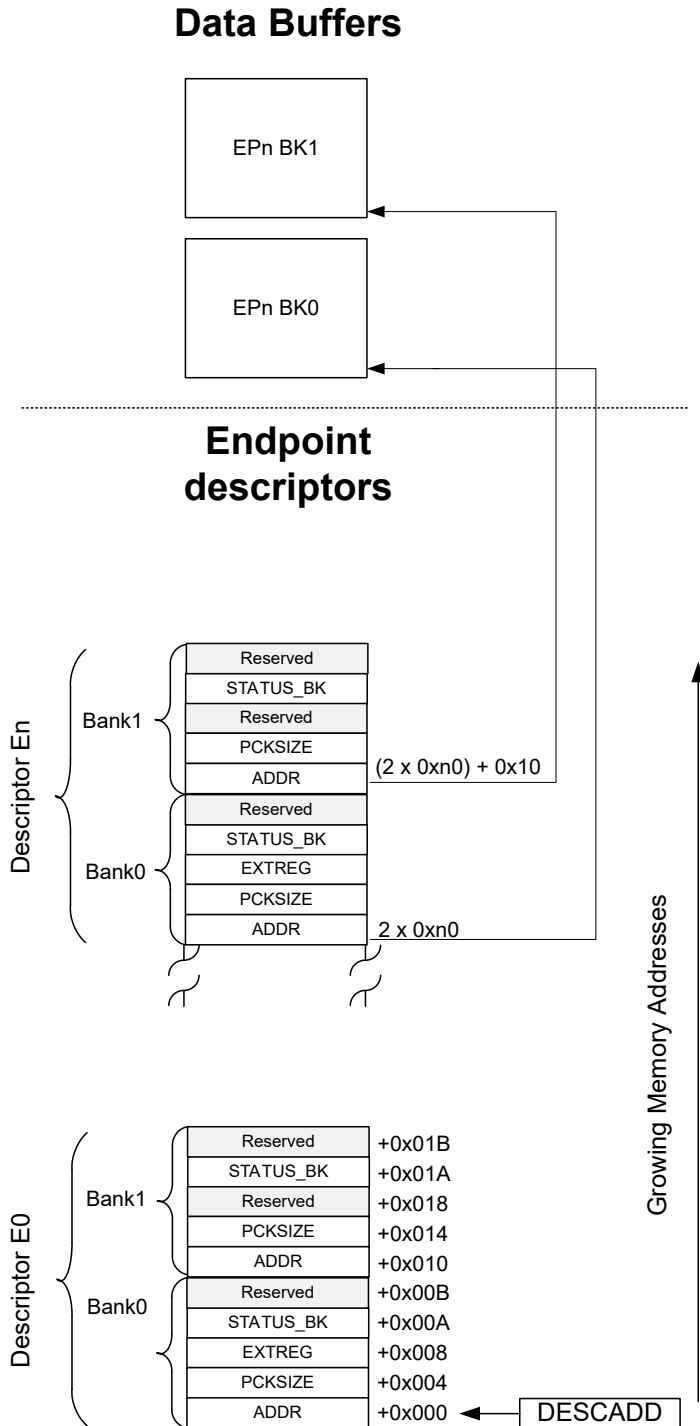 Data Buffers
EPn BK1
EPn BK0
Endpoint
descriptors
Descriptor En
Bank1
Reserved
STATUS_BK
Reserved
PCKSIZE
ADDR
(2 x 0xn0) + 0x10
Bank0
Reserved
STATUS_BK
EXTREG
PCKSIZE
ADDR
2 x 0xn0
Growing Memory Addresses
Descriptor E0
Bank1
Reserved +0x01B
STATUS_BK +0x01A
Reserved +0x018
PCKSIZE +0x014
ADDR +0x010
Bank0
Reserved +0x00B
STATUS_BK +0x00A
EXTREG +0x008
PCKSIZE +0x004
ADDR +0x000 DESCADD